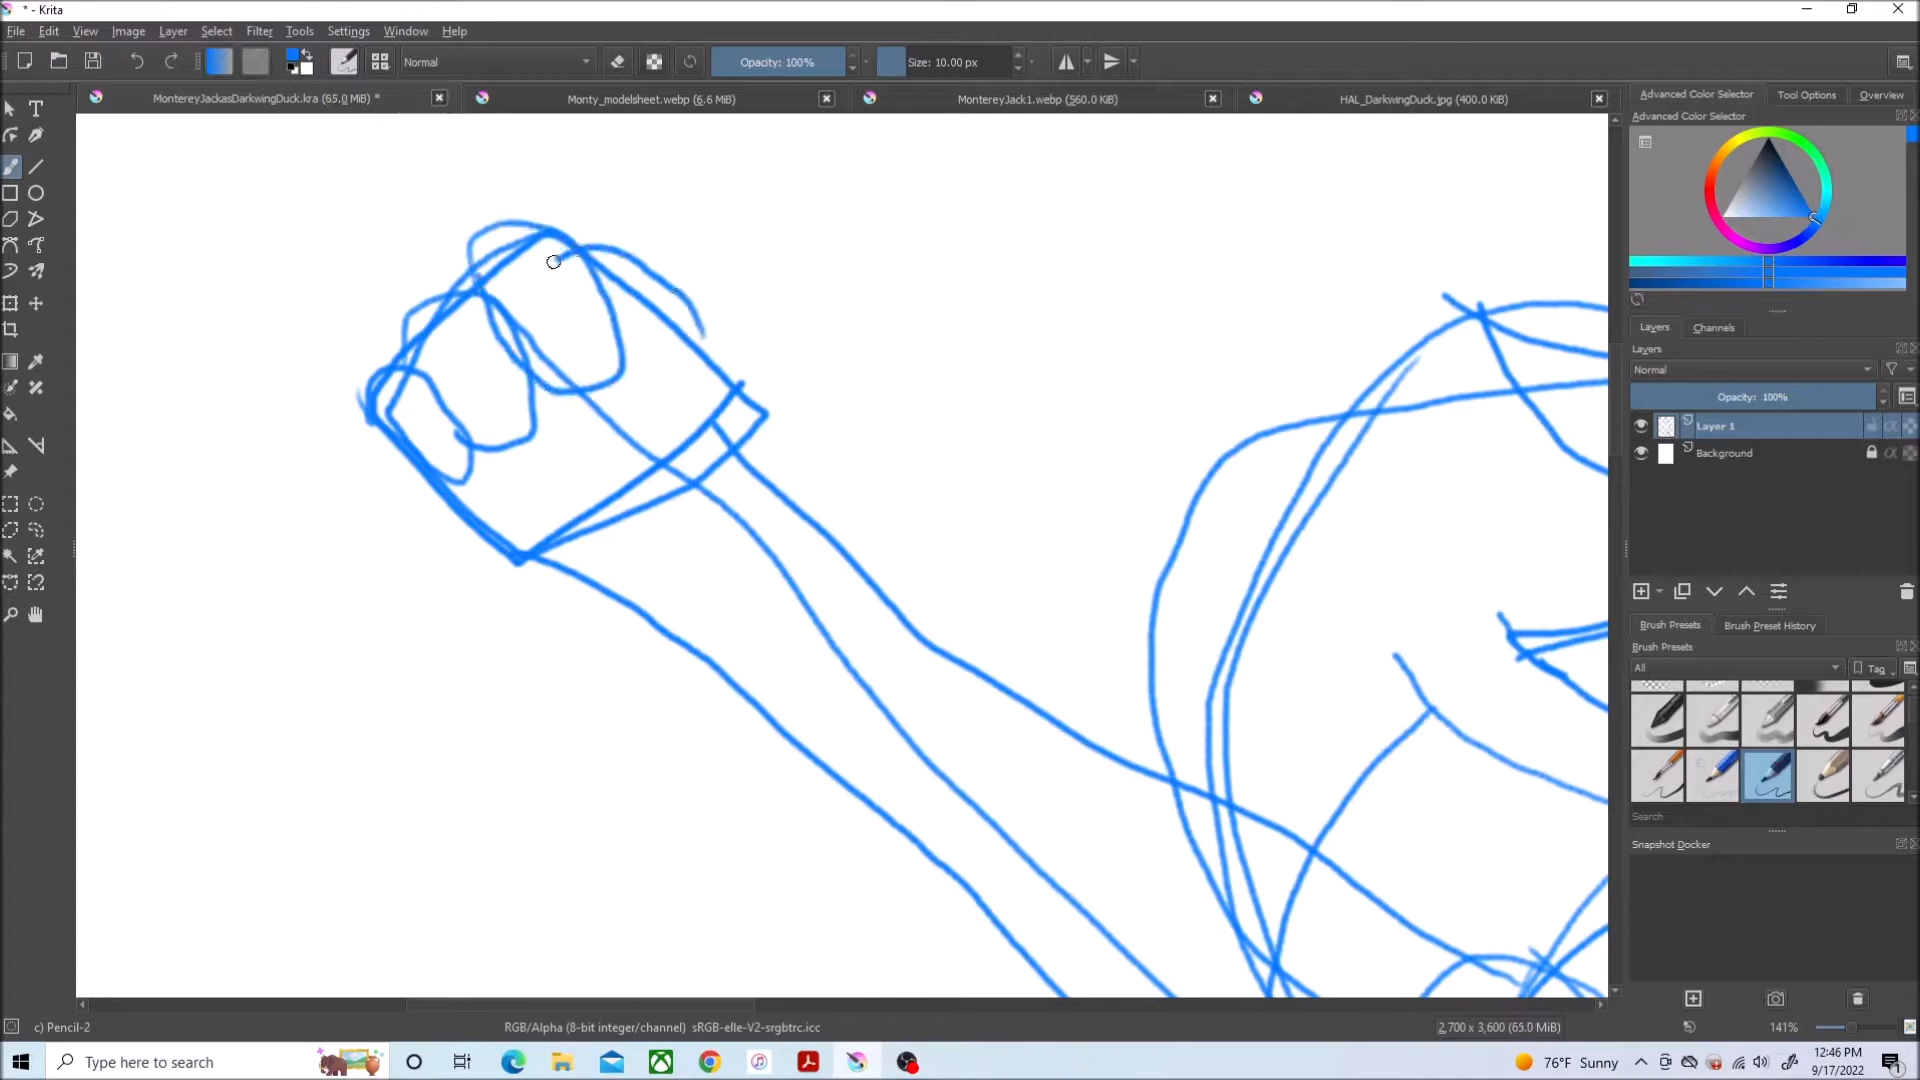 * - Krita
File Edit View Image Layer Select Filter Tools Settings Window Help
Normal Opacity: 100% Size: 10.00 px
MontereyJackasDarkwingDuck.kra (65.0 MiB) * Monty_modelsheet.webp (6.6 MiB) MontereyJack1.webp (560.0 KiB) HAL_DarkwingDuck.jpg (400.0 KiB)
Advanced Color Selector Tool Options Overview
Advanced Color Selector
Layers Channels
Layers
Normal
Opacity: 100%
Layer 1
Background
Brush Presets Brush Preset History
Brush Presets
All Tag
Search
Snapshot Docker
c) Pencil-2 RGB/Alpha (8-bit integer/channel) sRGB-elle-V2-srgbtrc.icc 2,700 x 3,600 (65.0 MiB) 141%
Type here to search 76°F Sunny 12:46 PM
9/17/2022 1